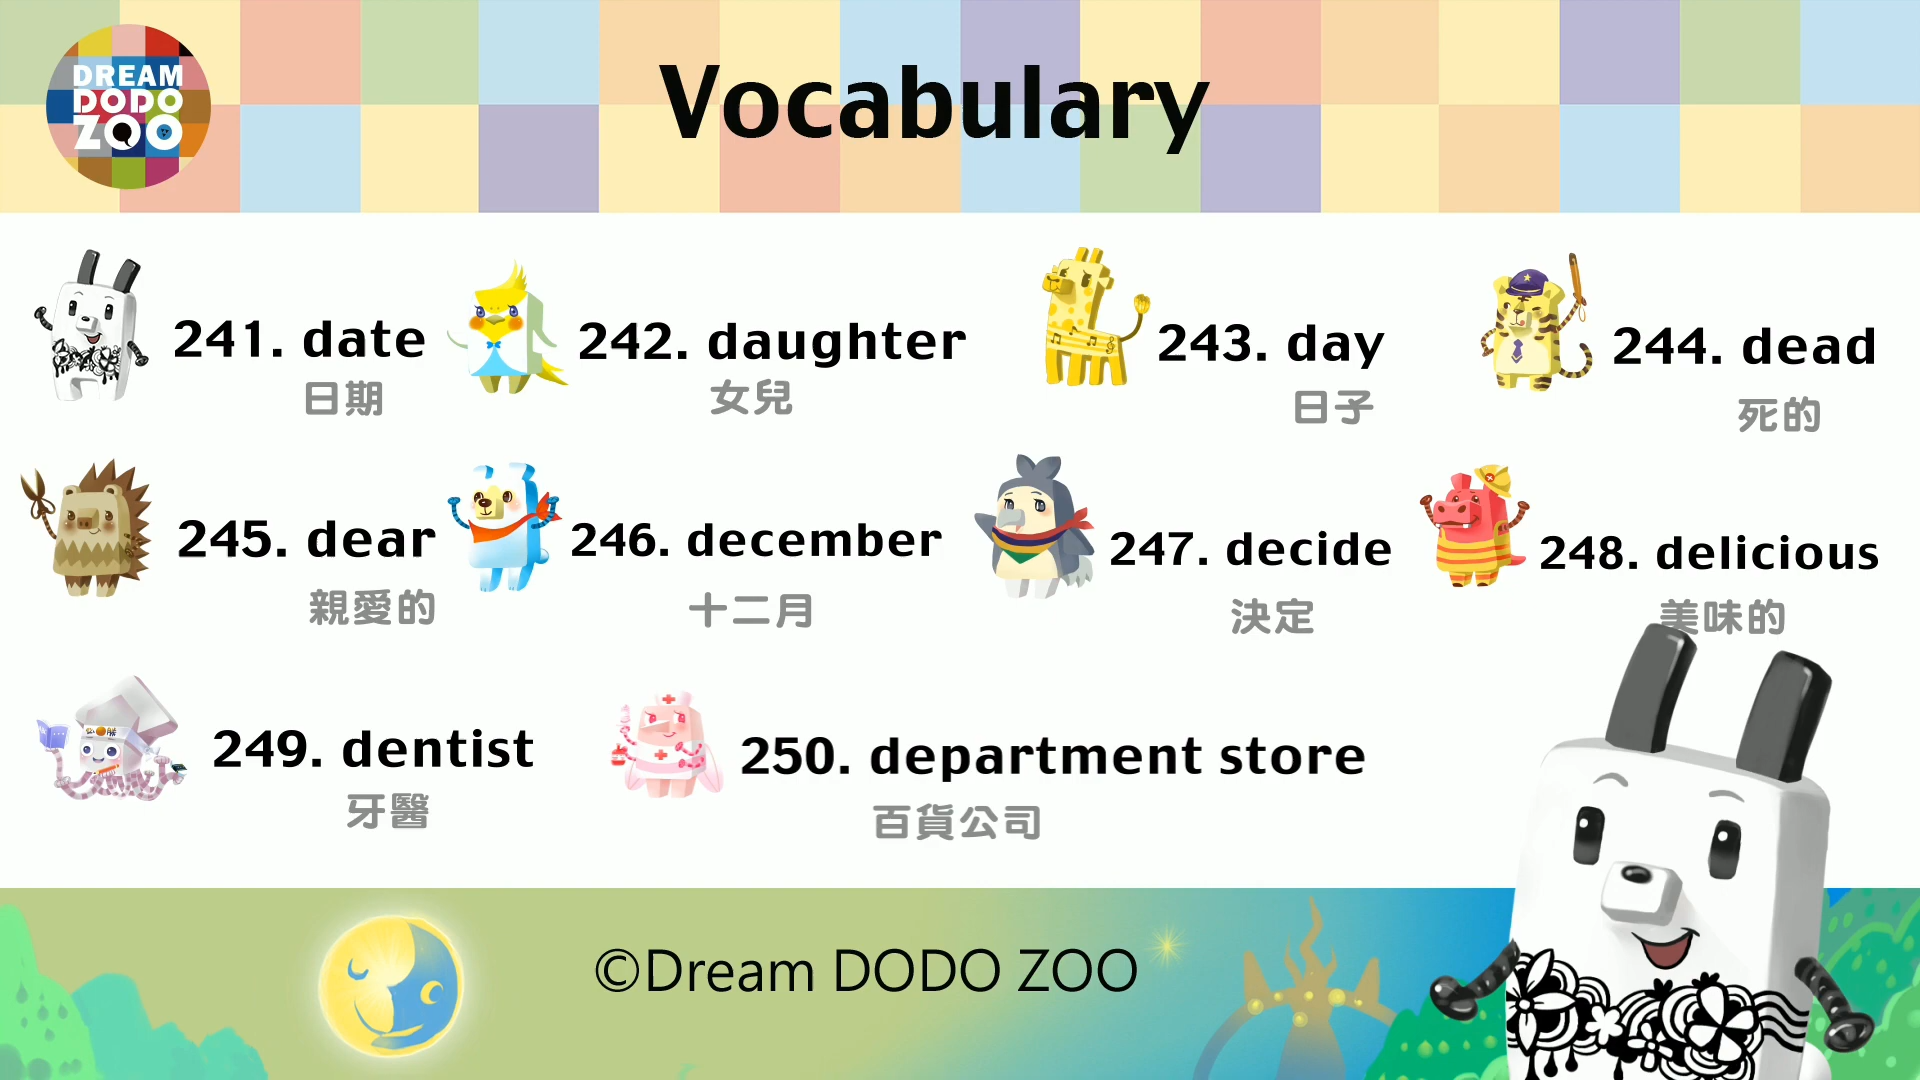 DREAM
DODO
ZOO
Vocabulary
241. date
日期
242. daughter
女兒
243. day
日子
244. dead
死的
245. dear
親愛的
246. december
十二月
247. decide
決定
248. delicious
美味的
249. dentist
牙醫
250. department store
百貨公司
©Dream DODO ZOO